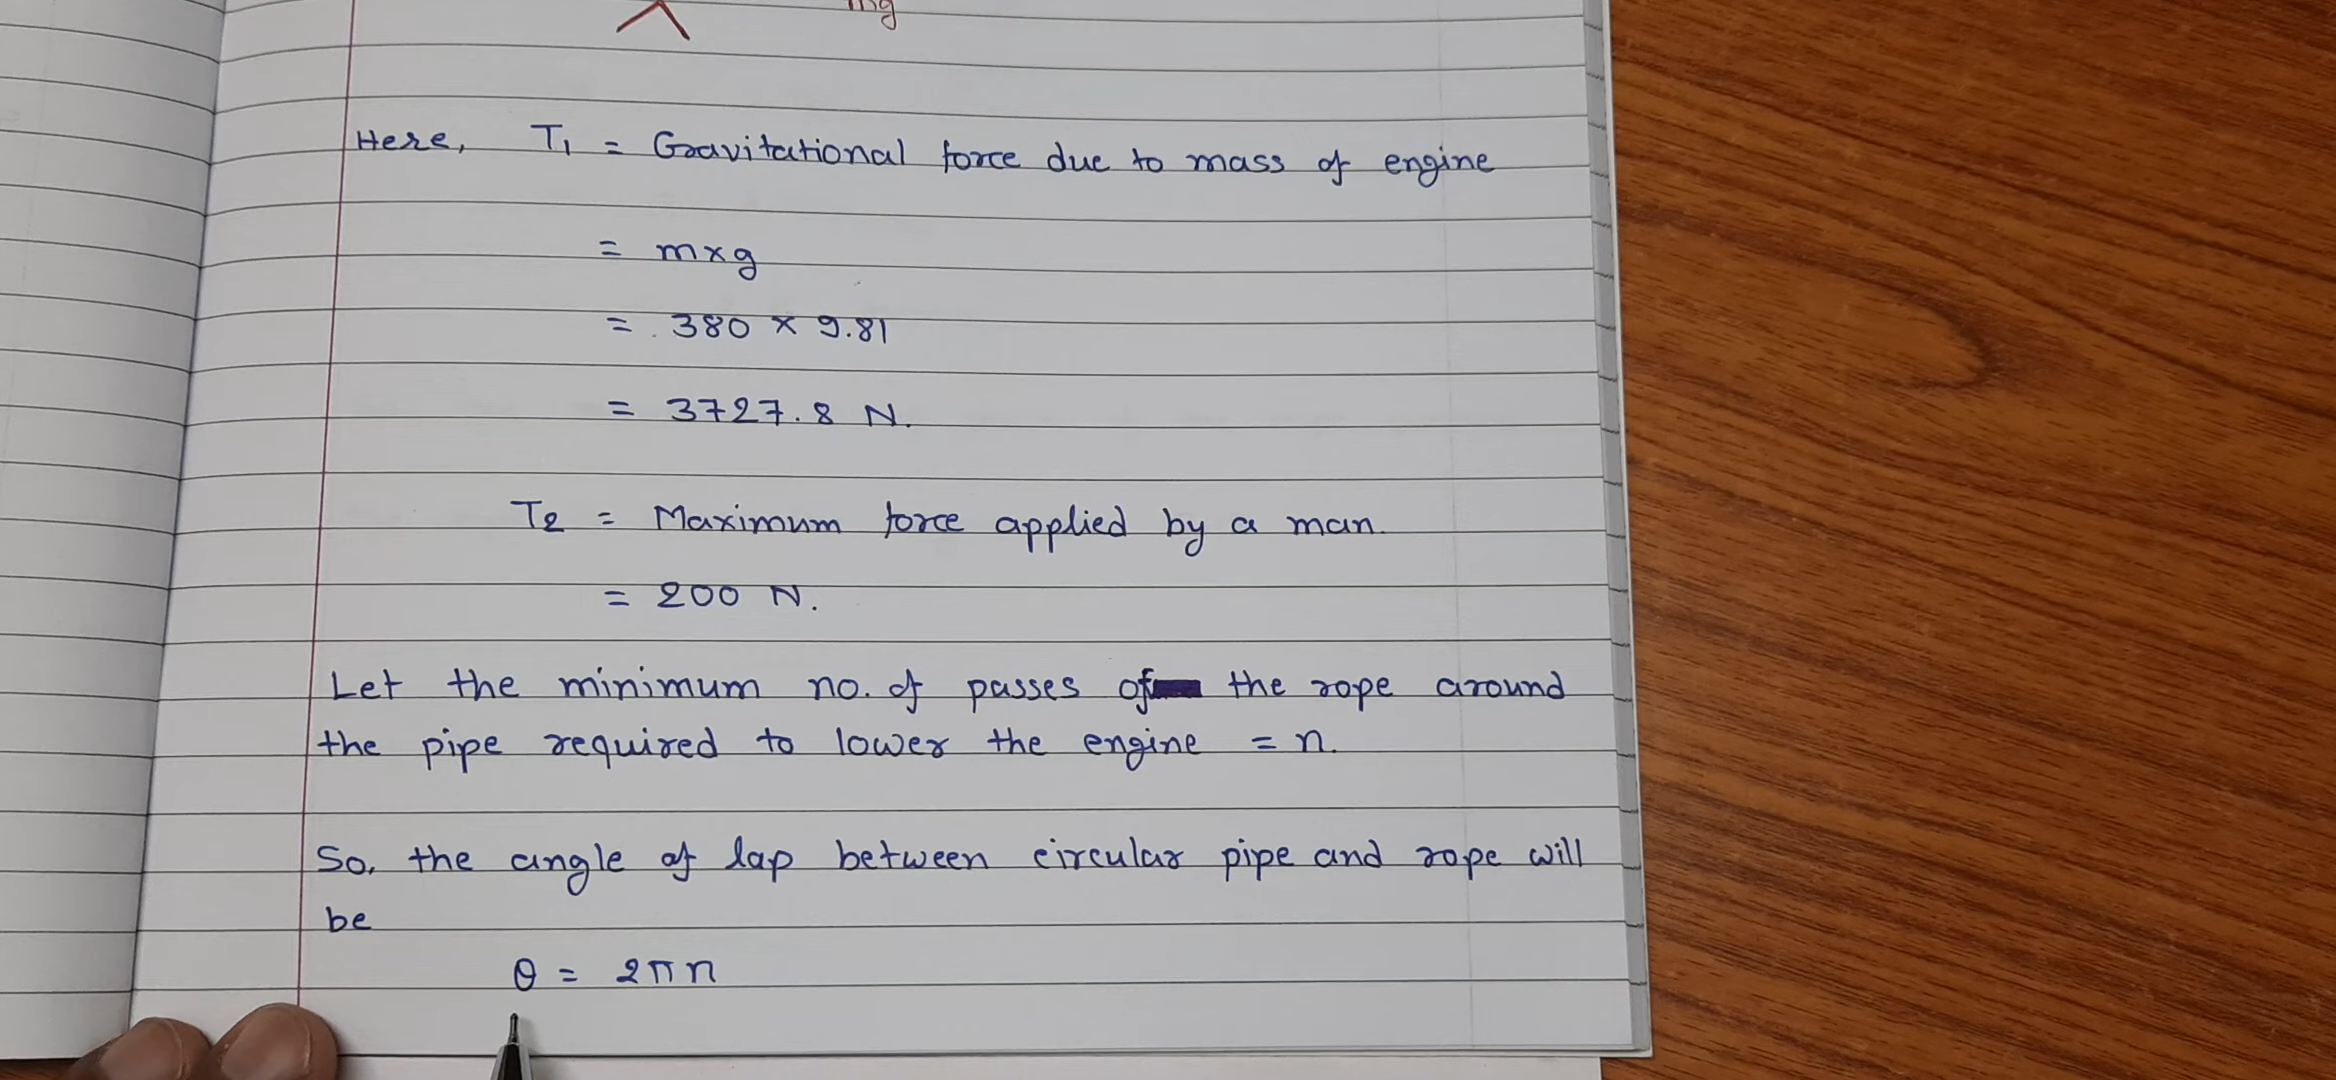 mg
Here, T1 = Gravitational force due to mass of engine
= m×g
= 380 × 9.81
= 3727.8 N.
T2 = Maximum force applied by a man.
= 200 N.
Let the minimum no. of passes of the rope around
the pipe required to lower the engine = n.
So, the angle of lap between circular pipe and rope will
be
θ = 2πn